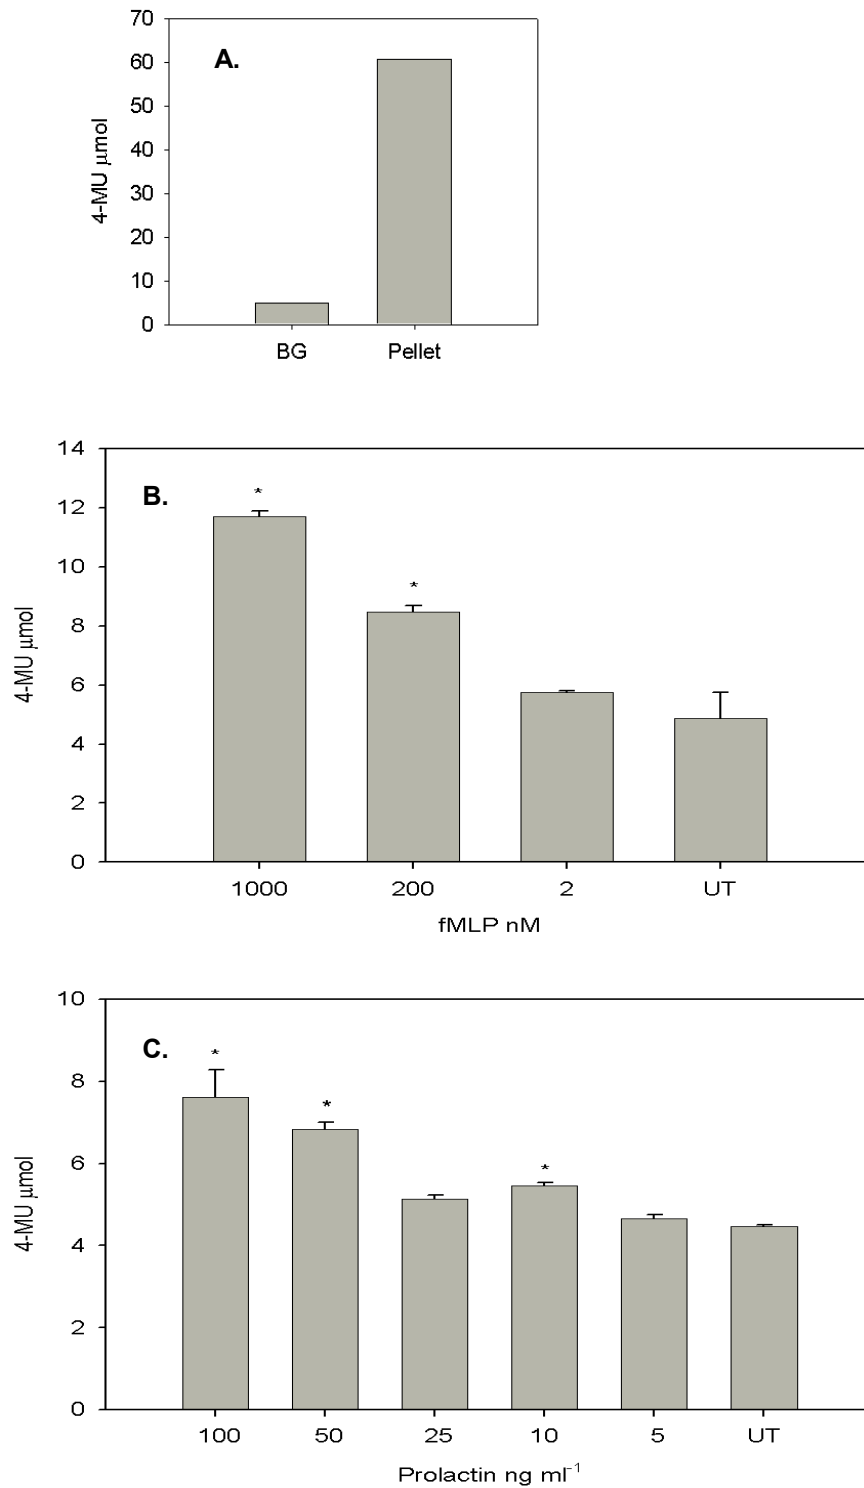 70
A.
60
50
40
30
20
10
0
4-MU μmol
BG Pellet
14
B.
*
12
10
*
8
6
4
2
0
4-MU μmol
1000 200 2 UT
fMLP nM
10
C.
*
8
*
*
6
4
2
0
4-MU μmol
100 50 25 10 5 UT
Prolactin ng ml⁻¹